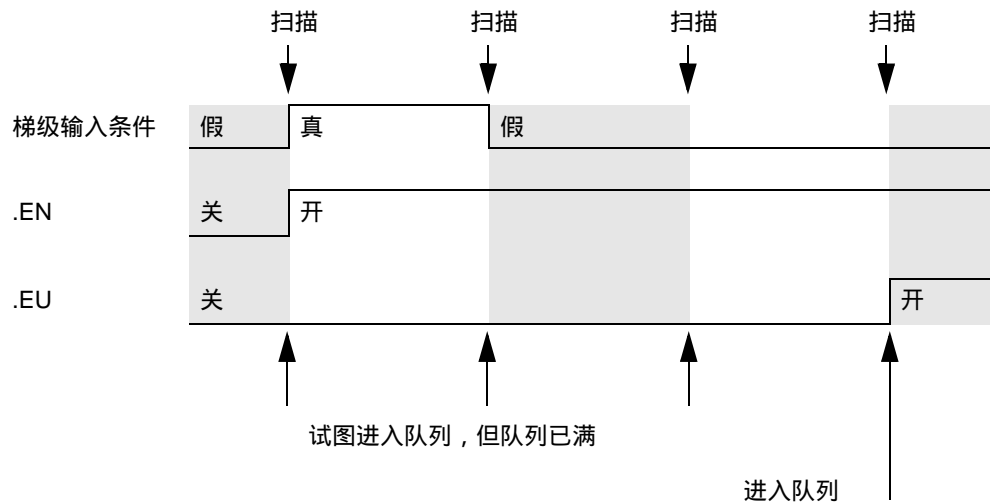 扫描 扫描 扫描 扫描
梯级输入条件 假 真 假
.EN 关 开
.EU 关 开
试图进入队列，但队列已满
进入队列